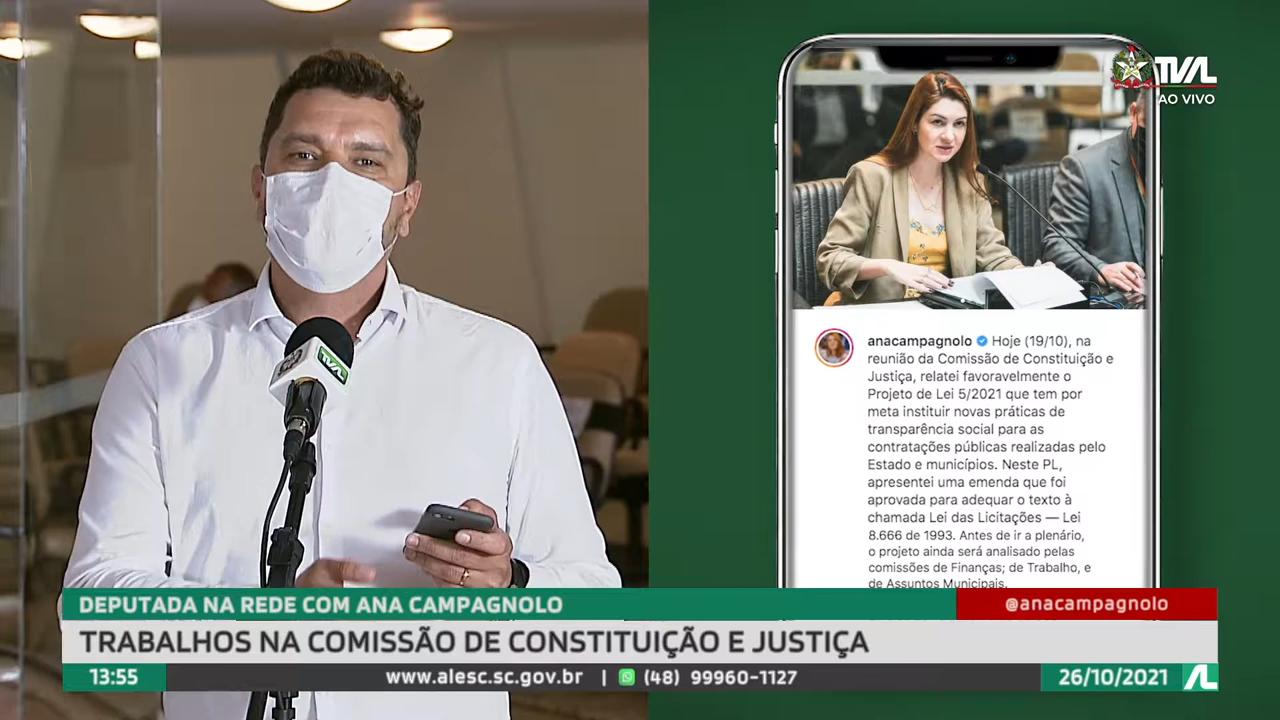 TVAL
AO VIVO
TVAL
anacampagnolo Hoje (19/10), na
reunião da Comissão de Constituição e
Justiça, relatei favoravelmente o
Projeto de Lei 5/2021 que tem por
meta instituir novas práticas de
transparência social para as
contratações públicas realizadas pelo
Estado e municípios. Neste PL,
apresentei uma emenda que foi
aprovada para adequar o texto à
chamada Lei das Licitações — Lei
8.666 de 1993. Antes de ir a plenário,
o projeto ainda será analisado pelas
comissões de Finanças; de Trabalho, e
de Assuntos Municipais.
DEPUTADA NA REDE COM ANA CAMPAGNOLO
@anacampagnolo
TRABALHOS NA COMISSÃO DE CONSTITUIÇÃO E JUSTIÇA
13:55
www.alesc.sc.gov.br | (48) 99960-1127
26/10/2021
AL